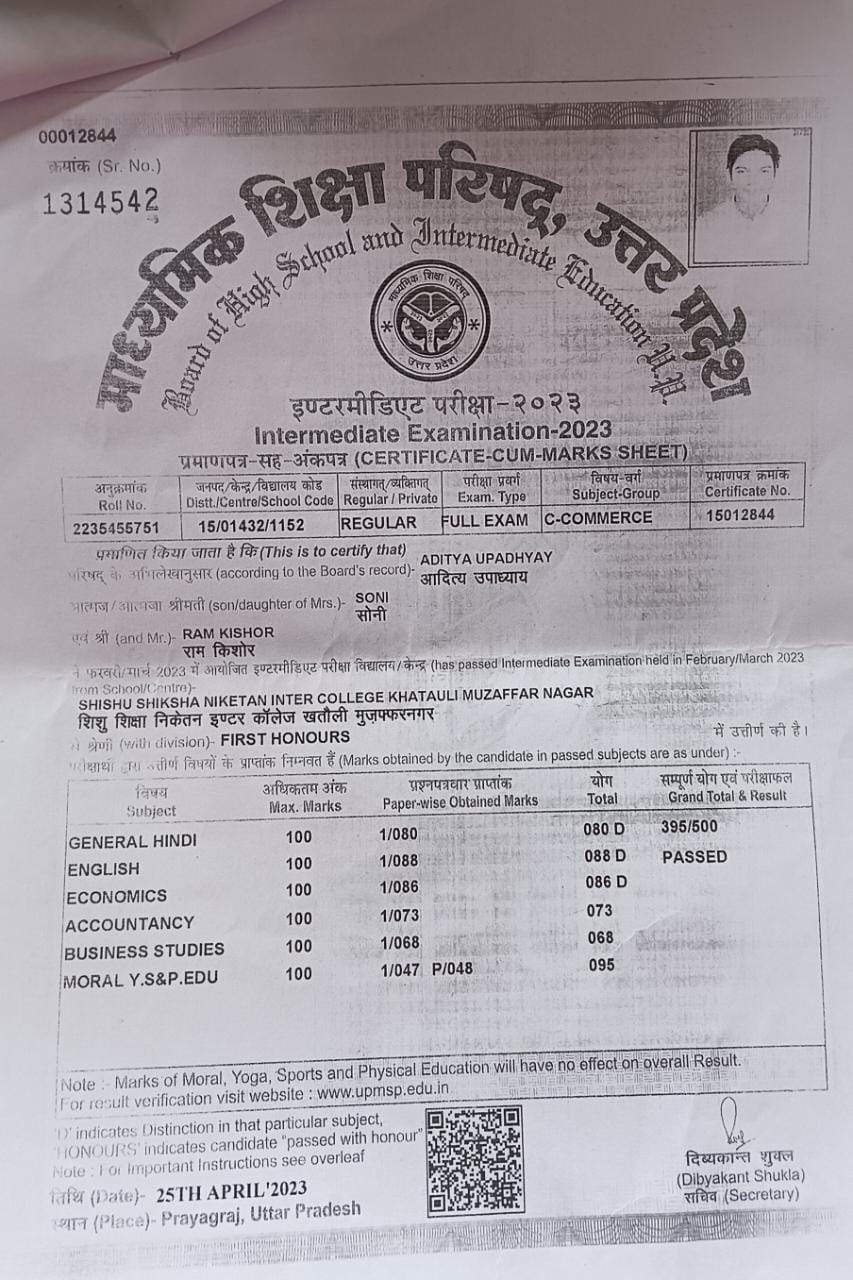 00012844
क्रमांक (Sr. No.)
1314542
माध्यमिक शिक्षा परिषद्, उत्तर प्रदेश
Board of High School and Intermediate Education U.P.
माध्यमिक शिक्षा परिषद
उत्तर प्रदेश
इण्टरमीडिएट परीक्षा-२०२३
Intermediate Examination-2023
प्रमाणपत्र-सह-अंकपत्र (CERTIFICATE-CUM-MARKS SHEET)
अनुक्रमांक जनपद/केन्द्र/विद्यालय कोड संस्थागत्/व्यक्तिगत् परीक्षा प्रवर्ग विषय-वर्ग प्रमाणपत्र क्रमांक
Roll No. Distt./Centre/School Code Regular / Private Exam. Type Subject-Group Certificate No.
2235455751 15/01432/1152 REGULAR FULL EXAM C-COMMERCE 15012844
प्रमाणित किया जाता है कि (This is to certify that) ADITYA UPADHYAY
परिषद् के अभिलेखानुसार (according to the Board's record)- आदित्य उपाध्याय
आत्मज/आत्मजा श्रीमती (son/daughter of Mrs.)- SONI
सोनी
एवं श्री (and Mr.)- RAM KISHOR
राम किशोर
ने फरवरी/मार्च 2023 में आयोजित इण्टरमीडिएट परीक्षा विद्यालय/केन्द्र (has passed Intermediate Examination held in February/March 2023
from School/Centre)-
SHISHU SHIKSHA NIKETAN INTER COLLEGE KHATAULI MUZAFFAR NAGAR
शिशु शिक्षा निकेतन इण्टर कॉलेज खतौली मुज़फ्फरनगर
से श्रेणी (with division)- FIRST HONOURS में उत्तीर्ण की है।
परीक्षार्थी द्वारा उत्तीर्ण विषयों के प्राप्तांक निम्नवत हैं (Marks obtained by the candidate in passed subjects are as under) :-
विषय अधिकतम अंक प्रश्नपत्रवार प्राप्तांक योग सम्पूर्ण योग एवं परीक्षाफल
Subject Max. Marks Paper-wise Obtained Marks Total Grand Total & Result
GENERAL HINDI 100 1/080 080 D 395/500
ENGLISH 100 1/088 088 D PASSED
ECONOMICS 100 1/086 086 D
ACCOUNTANCY 100 1/073 073
BUSINESS STUDIES 100 1/068 068
MORAL Y.S&P.EDU 100 1/047 P/048 095
Note :- Marks of Moral, Yoga, Sports and Physical Education will have no effect on overall Result.
For result verification visit website : www.upmsp.edu.in
'D' indicates Distinction in that particular subject,
'HONOURS' indicates candidate "passed with honour"
Note : For Important Instructions see overleaf
तिथि (Date)- 25TH APRIL'2023
स्थान (Place)- Prayagraj, Uttar Pradesh
दिव्यकान्त शुक्ल
(Dibyakant Shukla)
सचिव (Secretary)